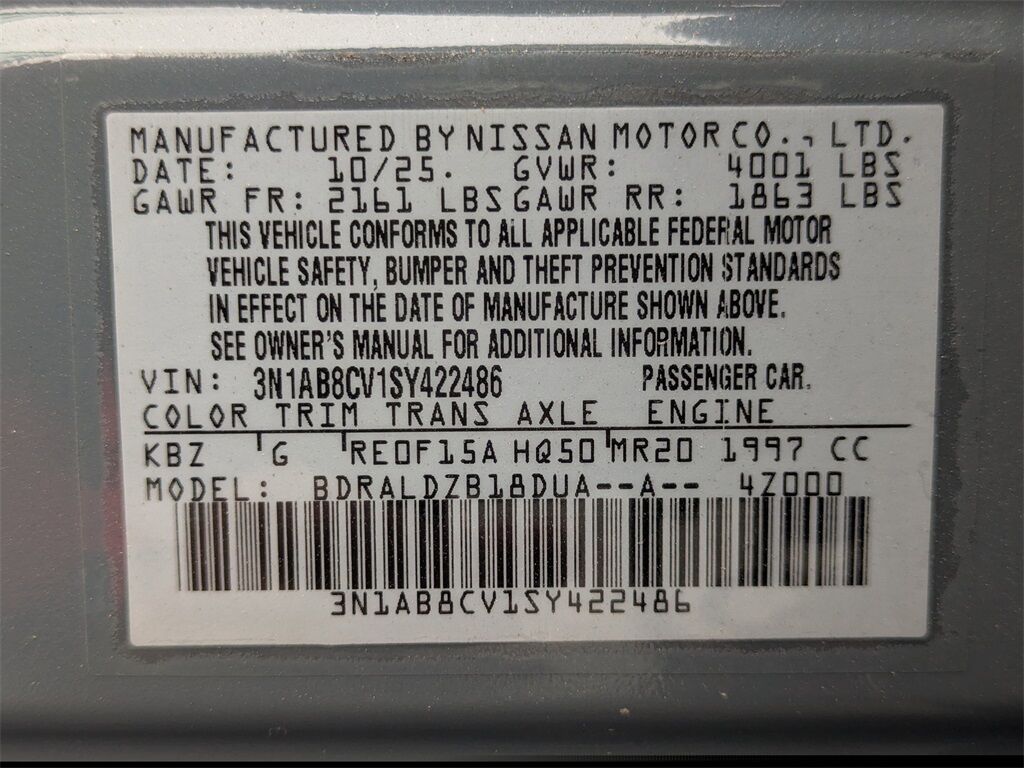 MANUFACTURED BY NISSAN MOTOR CO., LTD.
DATE: 10/25. GVWR: 4001 LBS
GAWR FR: 2161 LBS GAWR RR: 1863 LBS
THIS VEHICLE CONFORMS TO ALL APPLICABLE FEDERAL MOTOR
VEHICLE SAFETY, BUMPER AND THEFT PREVENTION STANDARDS
IN EFFECT ON THE DATE OF MANUFACTURE SHOWN ABOVE.
SEE OWNER'S MANUAL FOR ADDITIONAL INFORMATION.
VIN: 3N1AB8CV1SY422486 PASSENGER CAR.
COLOR TRIM TRANS AXLE ENGINE
KBZ G RE0F15A HQ50 MR20 1997 CC
MODEL: BDRALDZB18DUA--A-- 4Z000
3N1AB8CV1SY422486